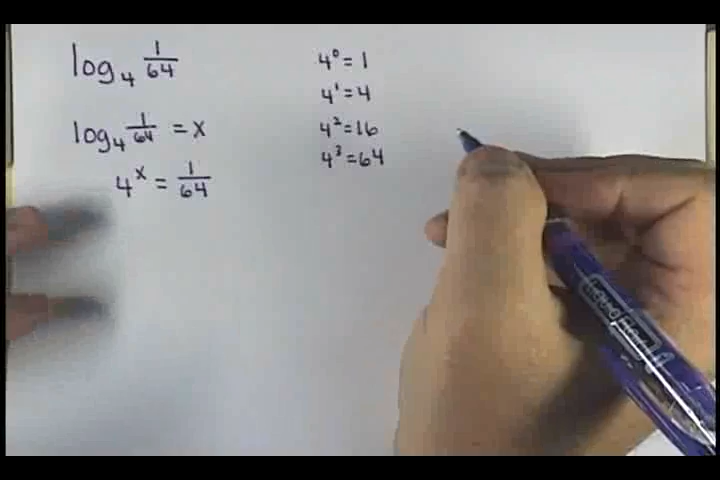 log₄ 1/64
log₄ 1/64 = x
4ˣ = 1/64
4⁰ = 1
4¹ = 4
4² = 16
4³ = 64